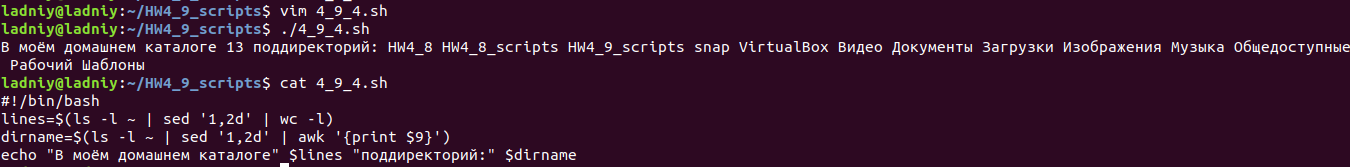 ladniy@ladniy:~/HW4_9_scripts$ vim 4_9_4.sh
ladniy@ladniy:~/HW4_9_scripts$ ./4_9_4.sh
В моём домашнем каталоге 13 поддиректорий: HW4_8 HW4_8_scripts HW4_9_scripts snap VirtualBox Видео Документы Загрузки Изображения Музыка Общедоступные
Рабочий Шаблоны
ladniy@ladniy:~/HW4_9_scripts$ cat 4_9_4.sh
#!/bin/bash
lines=$(ls -l ~ | sed '1,2d' | wc -l)
dirname=$(ls -l ~ | sed '1,2d' | awk '{print $9}')
echo "В моём домашнем каталоге" $lines "поддиректорий:" $dirname